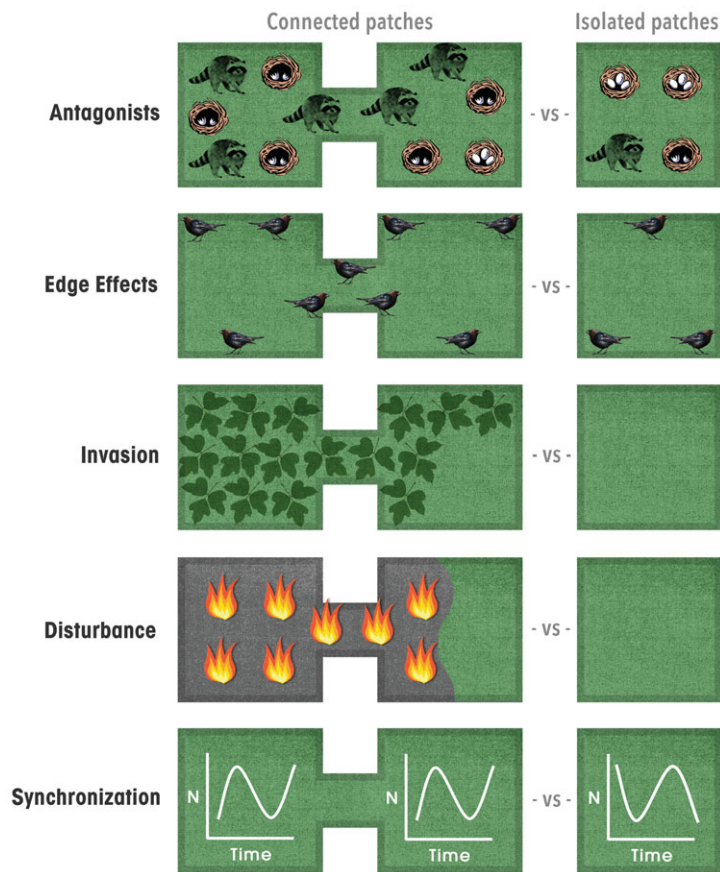 Connected patches
Isolated patches
Antagonists
- VS -
Edge Effects
- VS -
Invasion
- VS -
Disturbance
- VS -
Synchronization
N
Time
N
Time
- VS -
N
Time